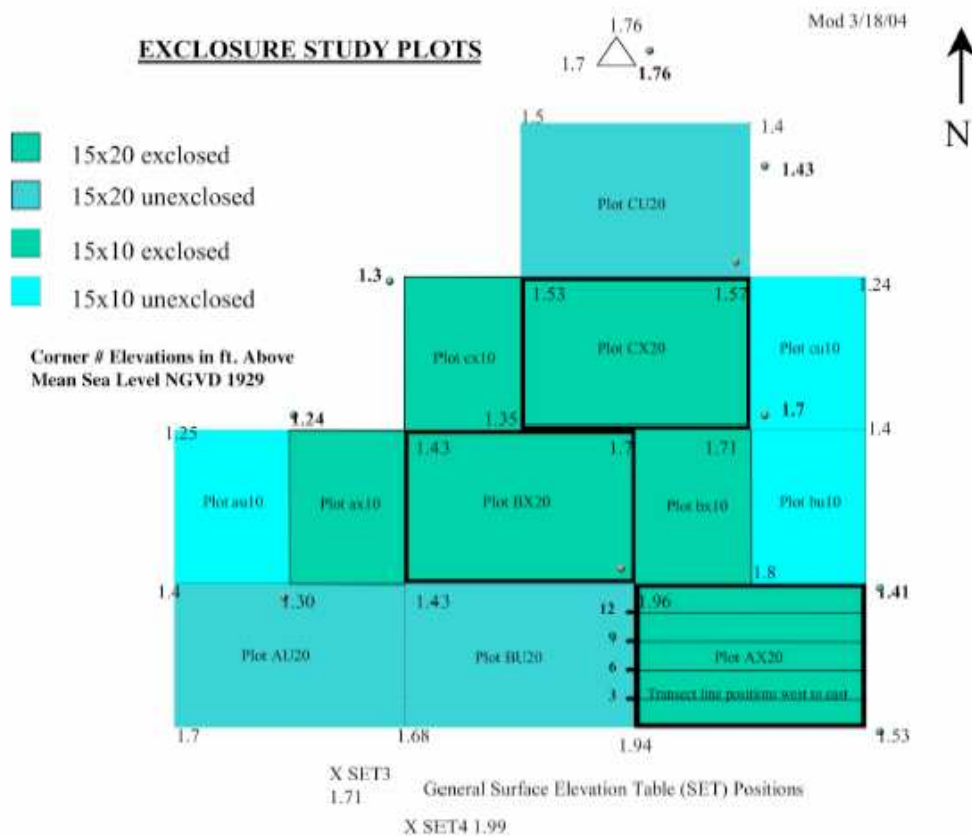 Mod 3/18/04
1.76
EXCLOSURE STUDY PLOTS
1.7
1.76
N
1.5
1.4
15x20 exclosed
1.43
15x20 unexclosed
Plot CU20
15x10 exclosed
1.3
15x10 unexclosed
1.53
1.57
1.24
Corner # Elevations in ft. Above
Mean Sea Level NGVD 1929
Plot cx10
Plot CX20
Plot cu10
1.24
1.35
1.7
1.25
1.43
1.7
1.71
1.4
Plot au10
Plot ax10
Plot BX20
Plot bx10
Plot bu10
1.8
1.4
1.30
1.43
12
1.96
1.41
9
Plot AU20
Plot BU20
6
Plot AX20
3
Transect line positions west to east
1.7
1.68
1.94
1.53
X SET3
1.71
General Surface Elevation Table (SET) Positions
X SET4 1.99